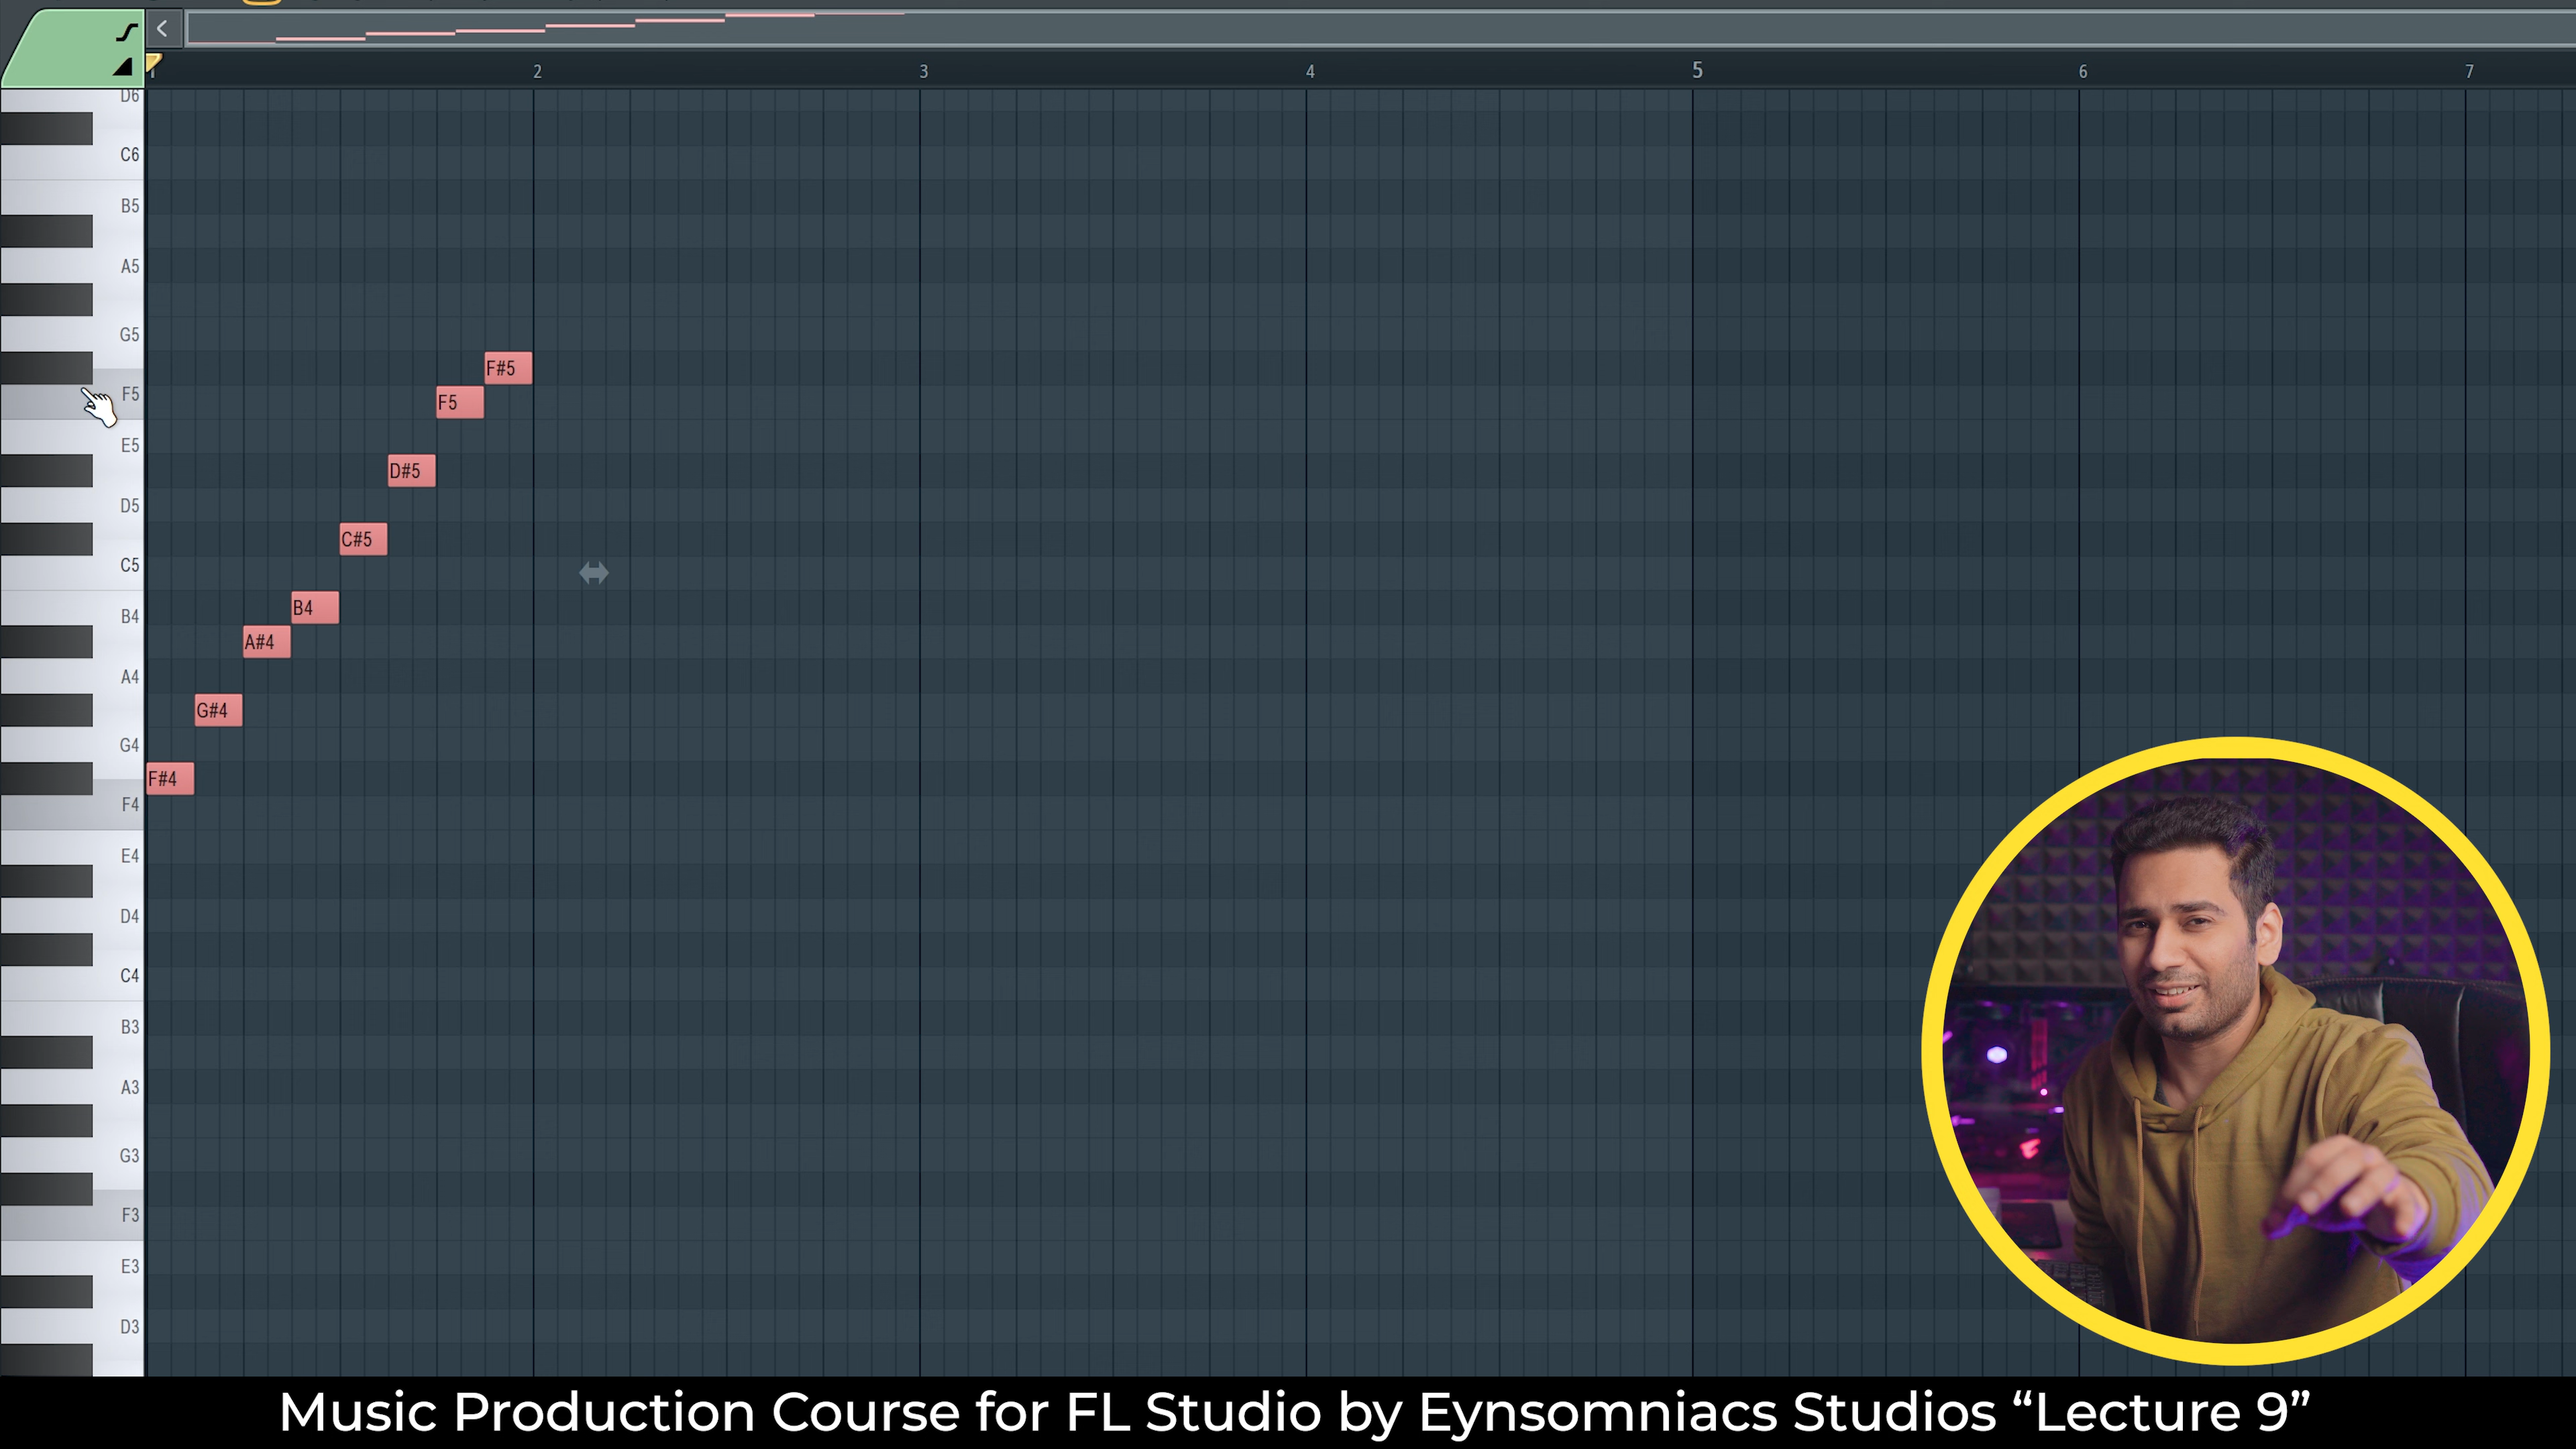 1 2 3 4 5 6 7
D6
C6
B5
A5
G5
F#5
F5 F5
E5
D#5
D5
C#5
C5
B4 B4
A#4
A4
G#4
G4
F#4
F4
E4
D4
C4
B3
A3
G3
F3
E3
D3
Music Production Course for FL Studio by Eynsomniacs Studios “Lecture 9”